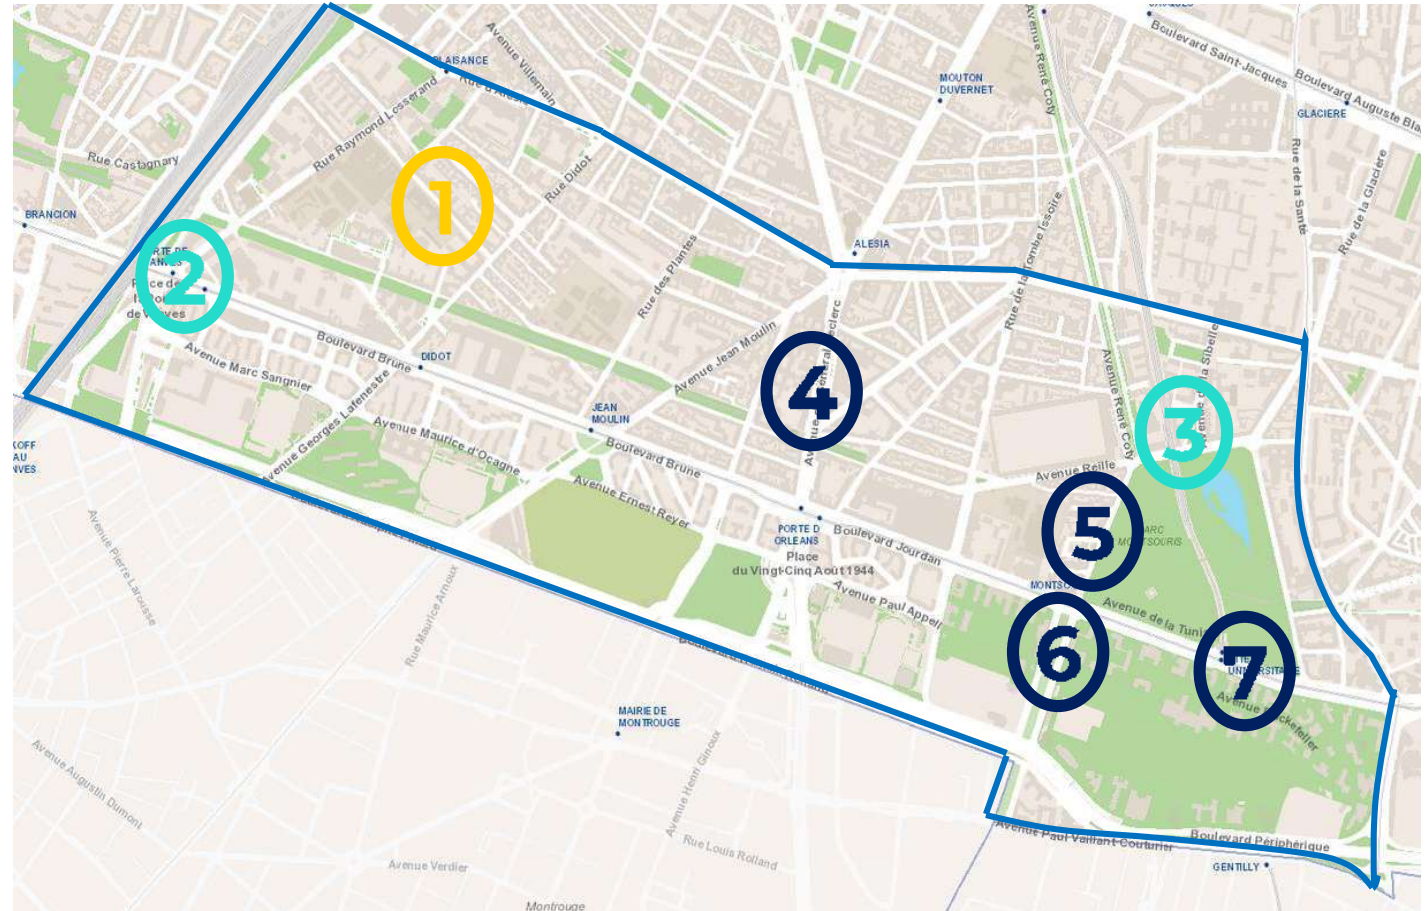 PLAISANCE
Avenue Villemain
Rue d'Alésia
Rue Raymond Losserand
Rue Castagnary
Rue Didot
BRANCION
1
2
Boulevard Saint-Jacques
Avenue René Coty
MOUTON
DUVERNET
Boulevard Auguste Bla
GLACIERE
Rue de la Santé
Rue de la Glacière
ALESIA
Rue de la Tombe Issoire
Rue des Plantes
Boulevard Brune
DIDOT
Avenue Marc Sangnier
Avenue Georges Lafenestre
Avenue Jean Moulin
4
Avenue René Coty
3
JEAN
MOULIN
Avenue Maurice d'Ocagne
Boulevard Brune
Avenue Ernest Reyer
Avenue Reille
5
MONTSOURIS
PORTE D
ORLEANS
Boulevard Jourdan
Place
du Vingt-Cinq Août 1944
Avenue Paul Appell
Avenue de la Tuni
6
7
Avenue Pierre Larousse
Rue Maurice Arnoux
MAIRIE DE
MONTROUGE
Avenue Henri Ginoux
Avenue Augustin Dumont
Avenue Verdier
Rue Louis Rolland
Avenue Paul Vaillant Couturier
Boulevard Périphérique
GENTILLY
Montrouge